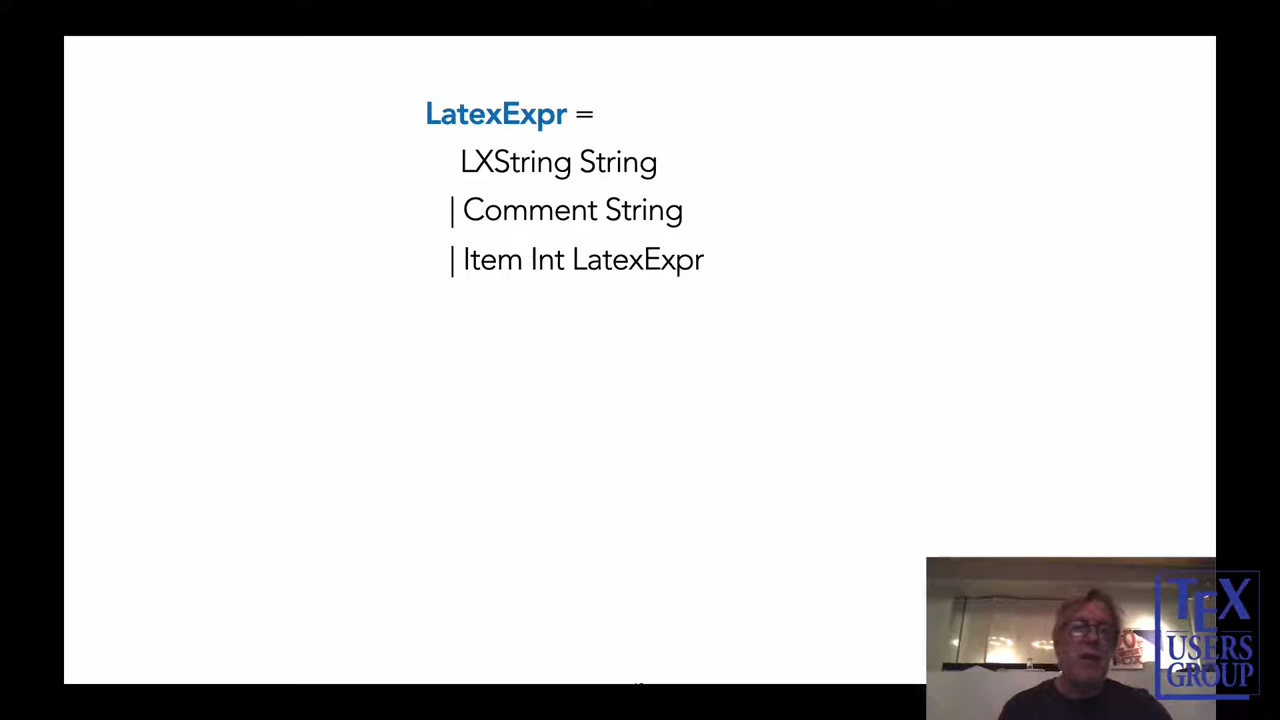 LatexExpr =
LXString String
| Comment String
| Item Int LatexExpr
TEX
USERS
GROUP